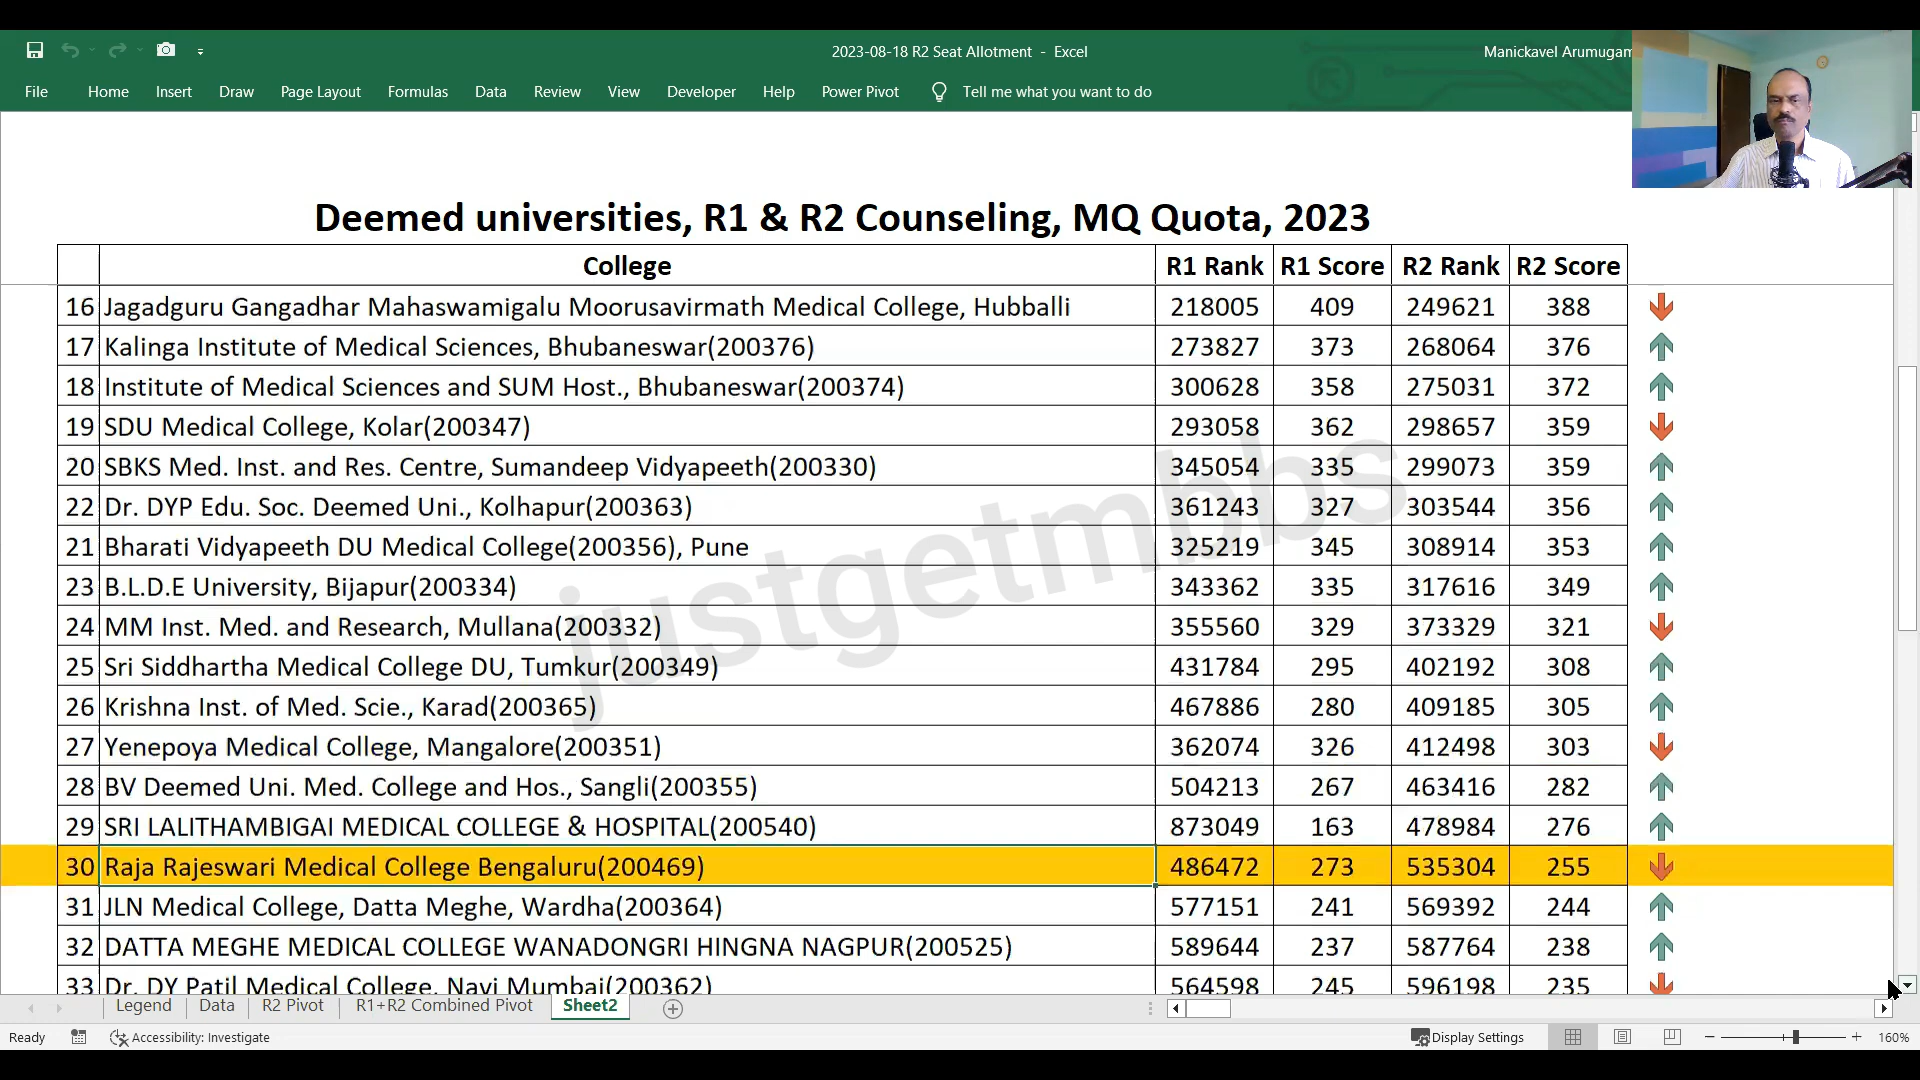 2023-08-18 R2 Seat Allotment - Excel
Manickavel Arumugam
File Home Insert Draw Page Layout Formulas Data Review View Developer Help Power Pivot Tell me what you want to do
Deemed universities, R1 & R2 Counseling, MQ Quota, 2023
College R1 Rank R1 Score R2 Rank R2 Score
16 Jagadguru Gangadhar Mahaswamigalu Moorusavirmath Medical College, Hubballi 218005 409 249621 388
17 Kalinga Institute of Medical Sciences, Bhubaneswar(200376) 273827 373 268064 376
18 Institute of Medical Sciences and SUM Host., Bhubaneswar(200374) 300628 358 275031 372
19 SDU Medical College, Kolar(200347) 293058 362 298657 359
20 SBKS Med. Inst. and Res. Centre, Sumandeep Vidyapeeth(200330) 345054 335 299073 359
22 Dr. DYP Edu. Soc. Deemed Uni., Kolhapur(200363) 361243 327 303544 356
21 Bharati Vidyapeeth DU Medical College(200356), Pune 325219 345 308914 353
23 B.L.D.E University, Bijapur(200334) 343362 335 317616 349
24 MM Inst. Med. and Research, Mullana(200332) 355560 329 373329 321
25 Sri Siddhartha Medical College DU, Tumkur(200349) 431784 295 402192 308
26 Krishna Inst. of Med. Scie., Karad(200365) 467886 280 409185 305
27 Yenepoya Medical College, Mangalore(200351) 362074 326 412498 303
28 BV Deemed Uni. Med. College and Hos., Sangli(200355) 504213 267 463416 282
29 SRI LALITHAMBIGAI MEDICAL COLLEGE & HOSPITAL(200540) 873049 163 478984 276
30 Raja Rajeswari Medical College Bengaluru(200469) 486472 273 535304 255
31 JLN Medical College, Datta Meghe, Wardha(200364) 577151 241 569392 244
32 DATTA MEGHE MEDICAL COLLEGE WANADONGRI HINGNA NAGPUR(200525) 589644 237 587764 238
33 Dr. DY Patil Medical College, Navi Mumbai(200362) 564598 245 596198 235
justgetmbbs
Legend Data R2 Pivot R1+R2 Combined Pivot Sheet2
Ready Accessibility: Investigate Display Settings 160%